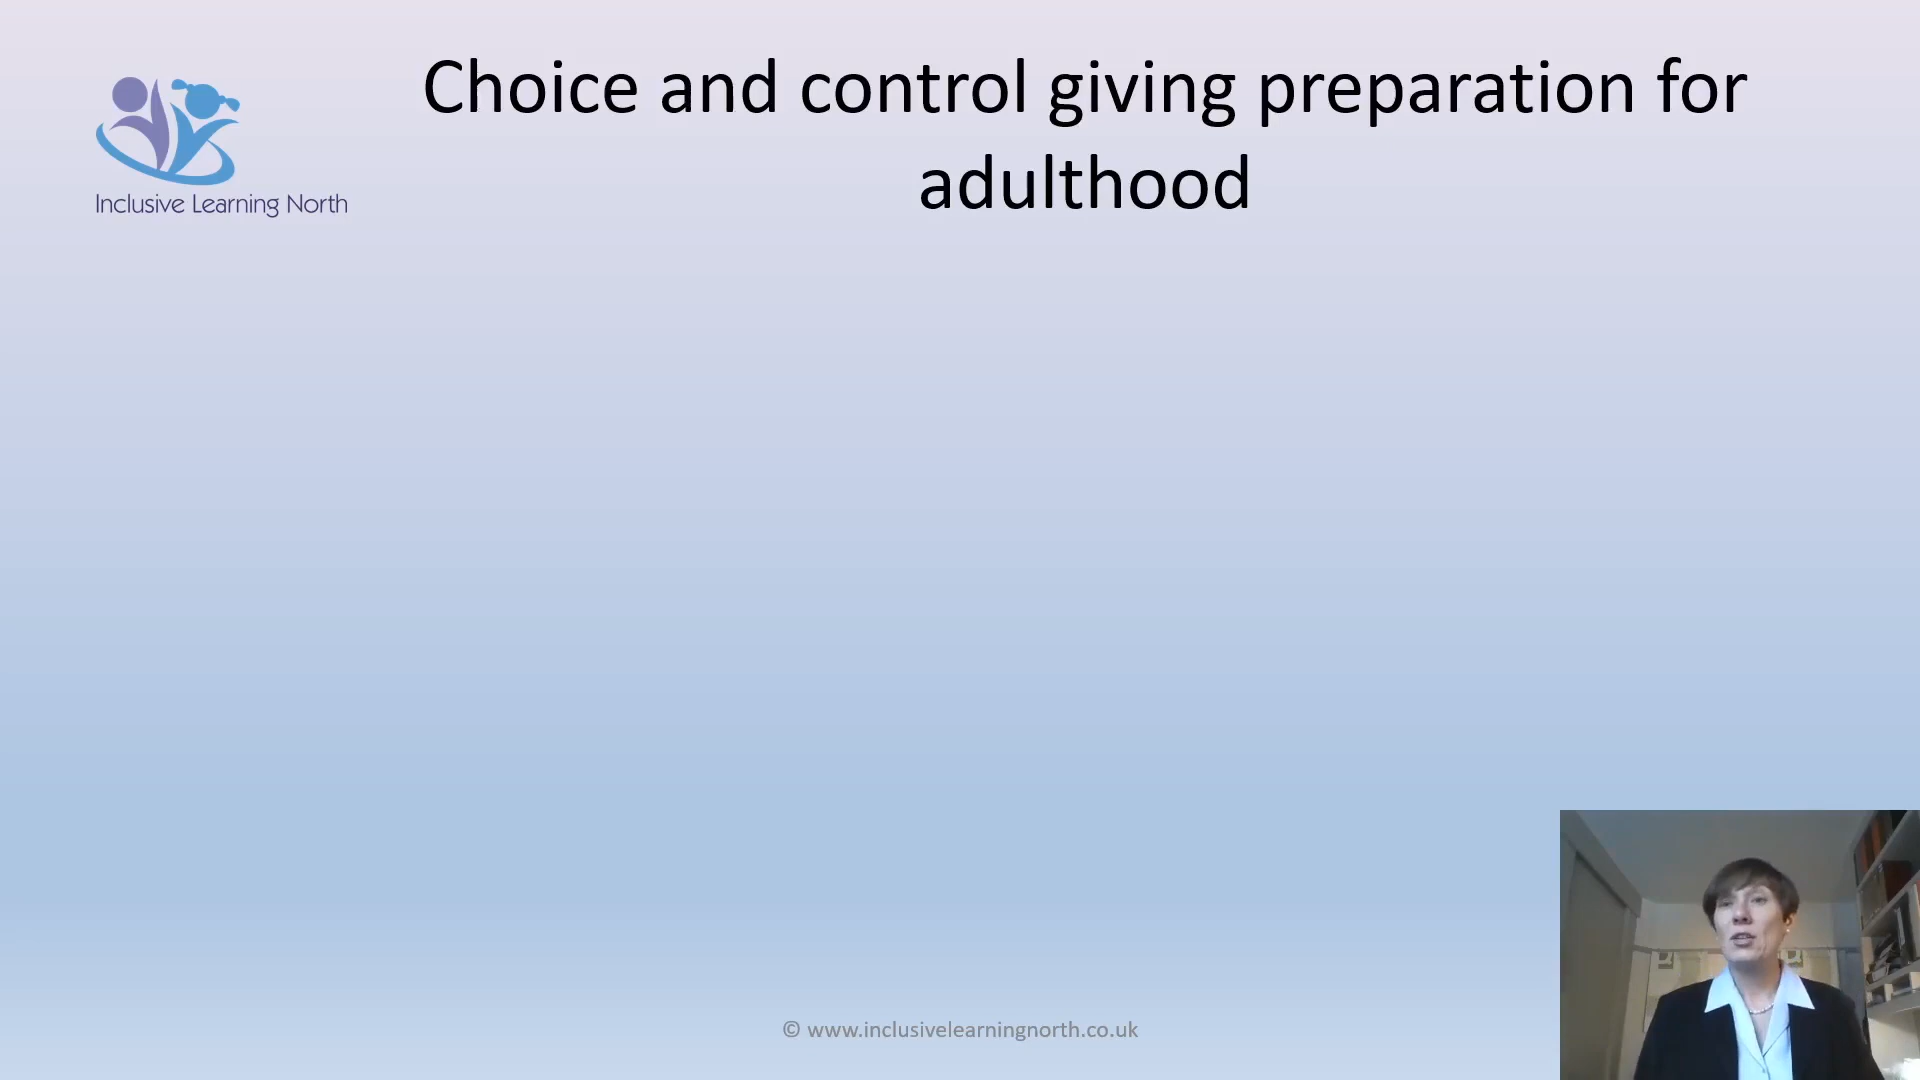 Choice and control giving preparation for
adulthood
Inclusive Learning North
© www.inclusivelearningnorth.co.uk